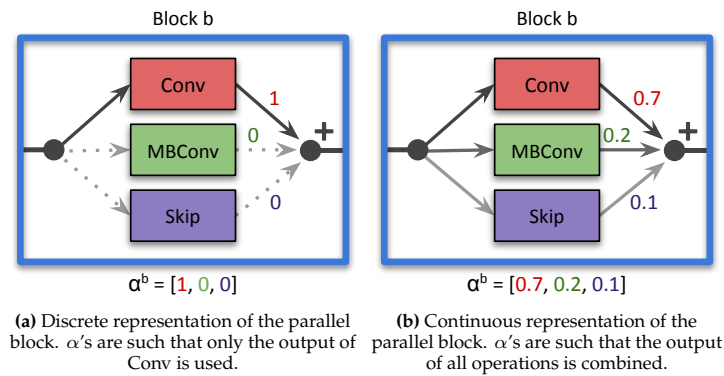 Block b
Conv
1
+
MBConv
0
Skip
0
α^b = [1, 0, 0]
(a) Discrete representation of the parallel
block. α's are such that only the output of
Conv is used.
Block b
Conv
0.7
+
MBConv
0.2
Skip
0.1
α^b = [0.7, 0.2, 0.1]
(b) Continuous representation of the
parallel block. α's are such that the output
of all operations is combined.